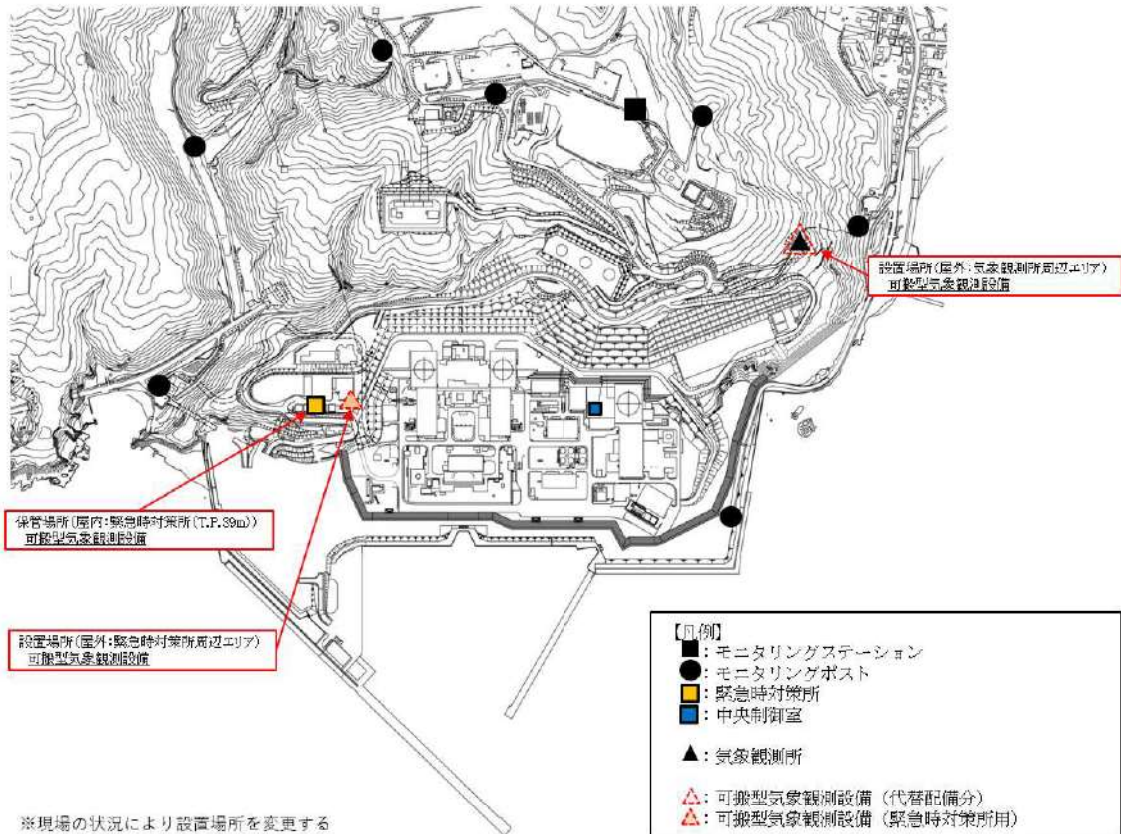 設置場所(屋外:気象観測所周辺エリア)
可搬型気象観測設備
保管場所(屋内:緊急時対策所(T.P.39m))
可搬型気象観測設備
設置場所(屋外:緊急時対策所周辺エリア)
可搬型気象観測設備
【凡例】
■:モニタリングステーション
●:モニタリングポスト
:緊急時対策所
:中央制御室
▲:気象観測所
△:可搬型気象観測設備(代替配備分)
△:可搬型気象観測設備(緊急時対策所用)
※現場の状況により設置場所を変更する